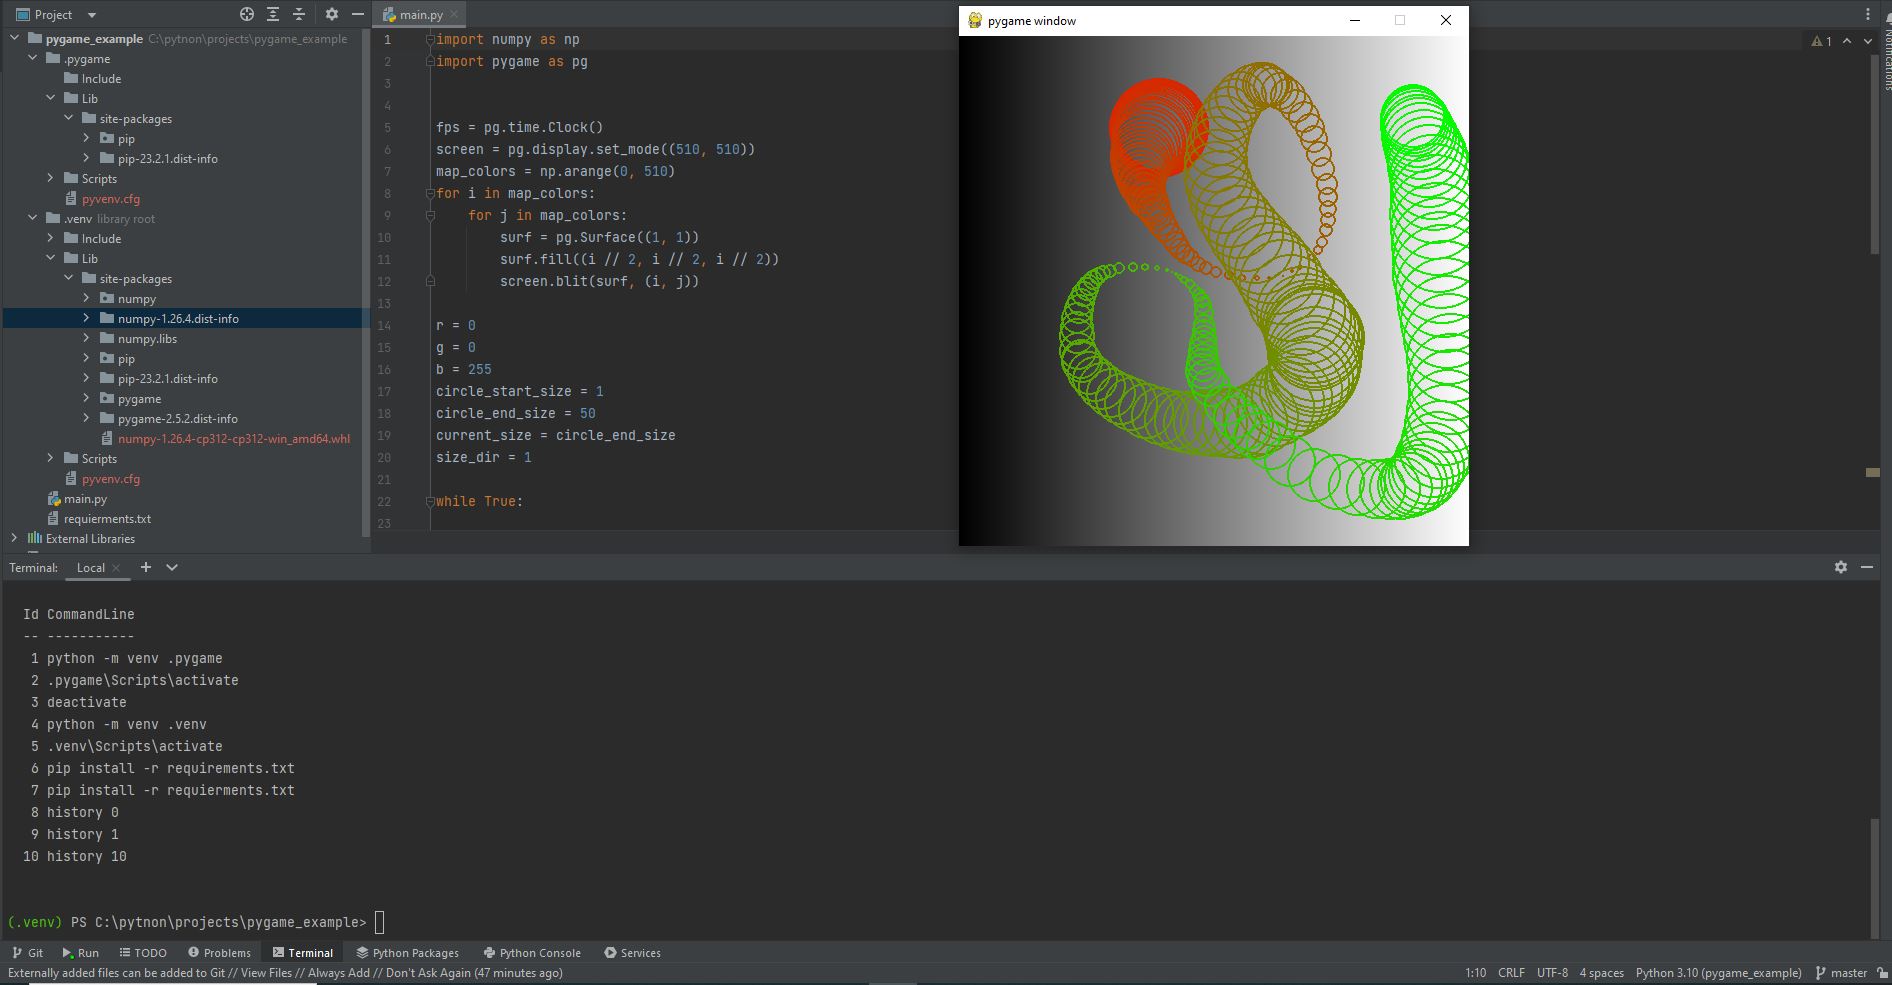 Project
main.py
pygame window
pygame_example C:\pytnon\projects\pygame_example
.pygame
Include
Lib
site-packages
pip
pip-23.2.1.dist-info
Scripts
pyvenv.cfg
.venv library root
Include
Lib
site-packages
numpy
numpy-1.26.4.dist-info
numpy.libs
pip
pip-23.2.1.dist-info
pygame
pygame-2.5.2.dist-info
numpy-1.26.4-cp312-cp312-win_amd64.whl
Scripts
pyvenv.cfg
main.py
requierments.txt
External Libraries
1 import numpy as np
2 import pygame as pg
3
4
5 fps = pg.time.Clock()
6 screen = pg.display.set_mode((510, 510))
7 map_colors = np.arange(0, 510)
8 for i in map_colors:
9 for j in map_colors:
10 surf = pg.Surface((1, 1))
11 surf.fill((i // 2, i // 2, i // 2))
12 screen.blit(surf, (i, j))
13
14 r = 0
15 g = 0
16 b = 255
17 circle_start_size = 1
18 circle_end_size = 50
19 current_size = circle_end_size
20 size_dir = 1
21
22 while True:
23
1
Notifications
Terminal: Local
Id CommandLine
-- -----------
1 python -m venv .pygame
2 .pygame\Scripts\activate
3 deactivate
4 python -m venv .venv
5 .venv\Scripts\activate
6 pip install -r requirements.txt
7 pip install -r requierments.txt
8 history 0
9 history 1
10 history 10
(.venv) PS C:\pytnon\projects\pygame_example>
Git Run TODO Problems Terminal Python Packages Python Console Services
Externally added files can be added to Git // View Files // Always Add // Don't Ask Again (47 minutes ago)
1:10 CRLF UTF-8 4 spaces Python 3.10 (pygame_example) master